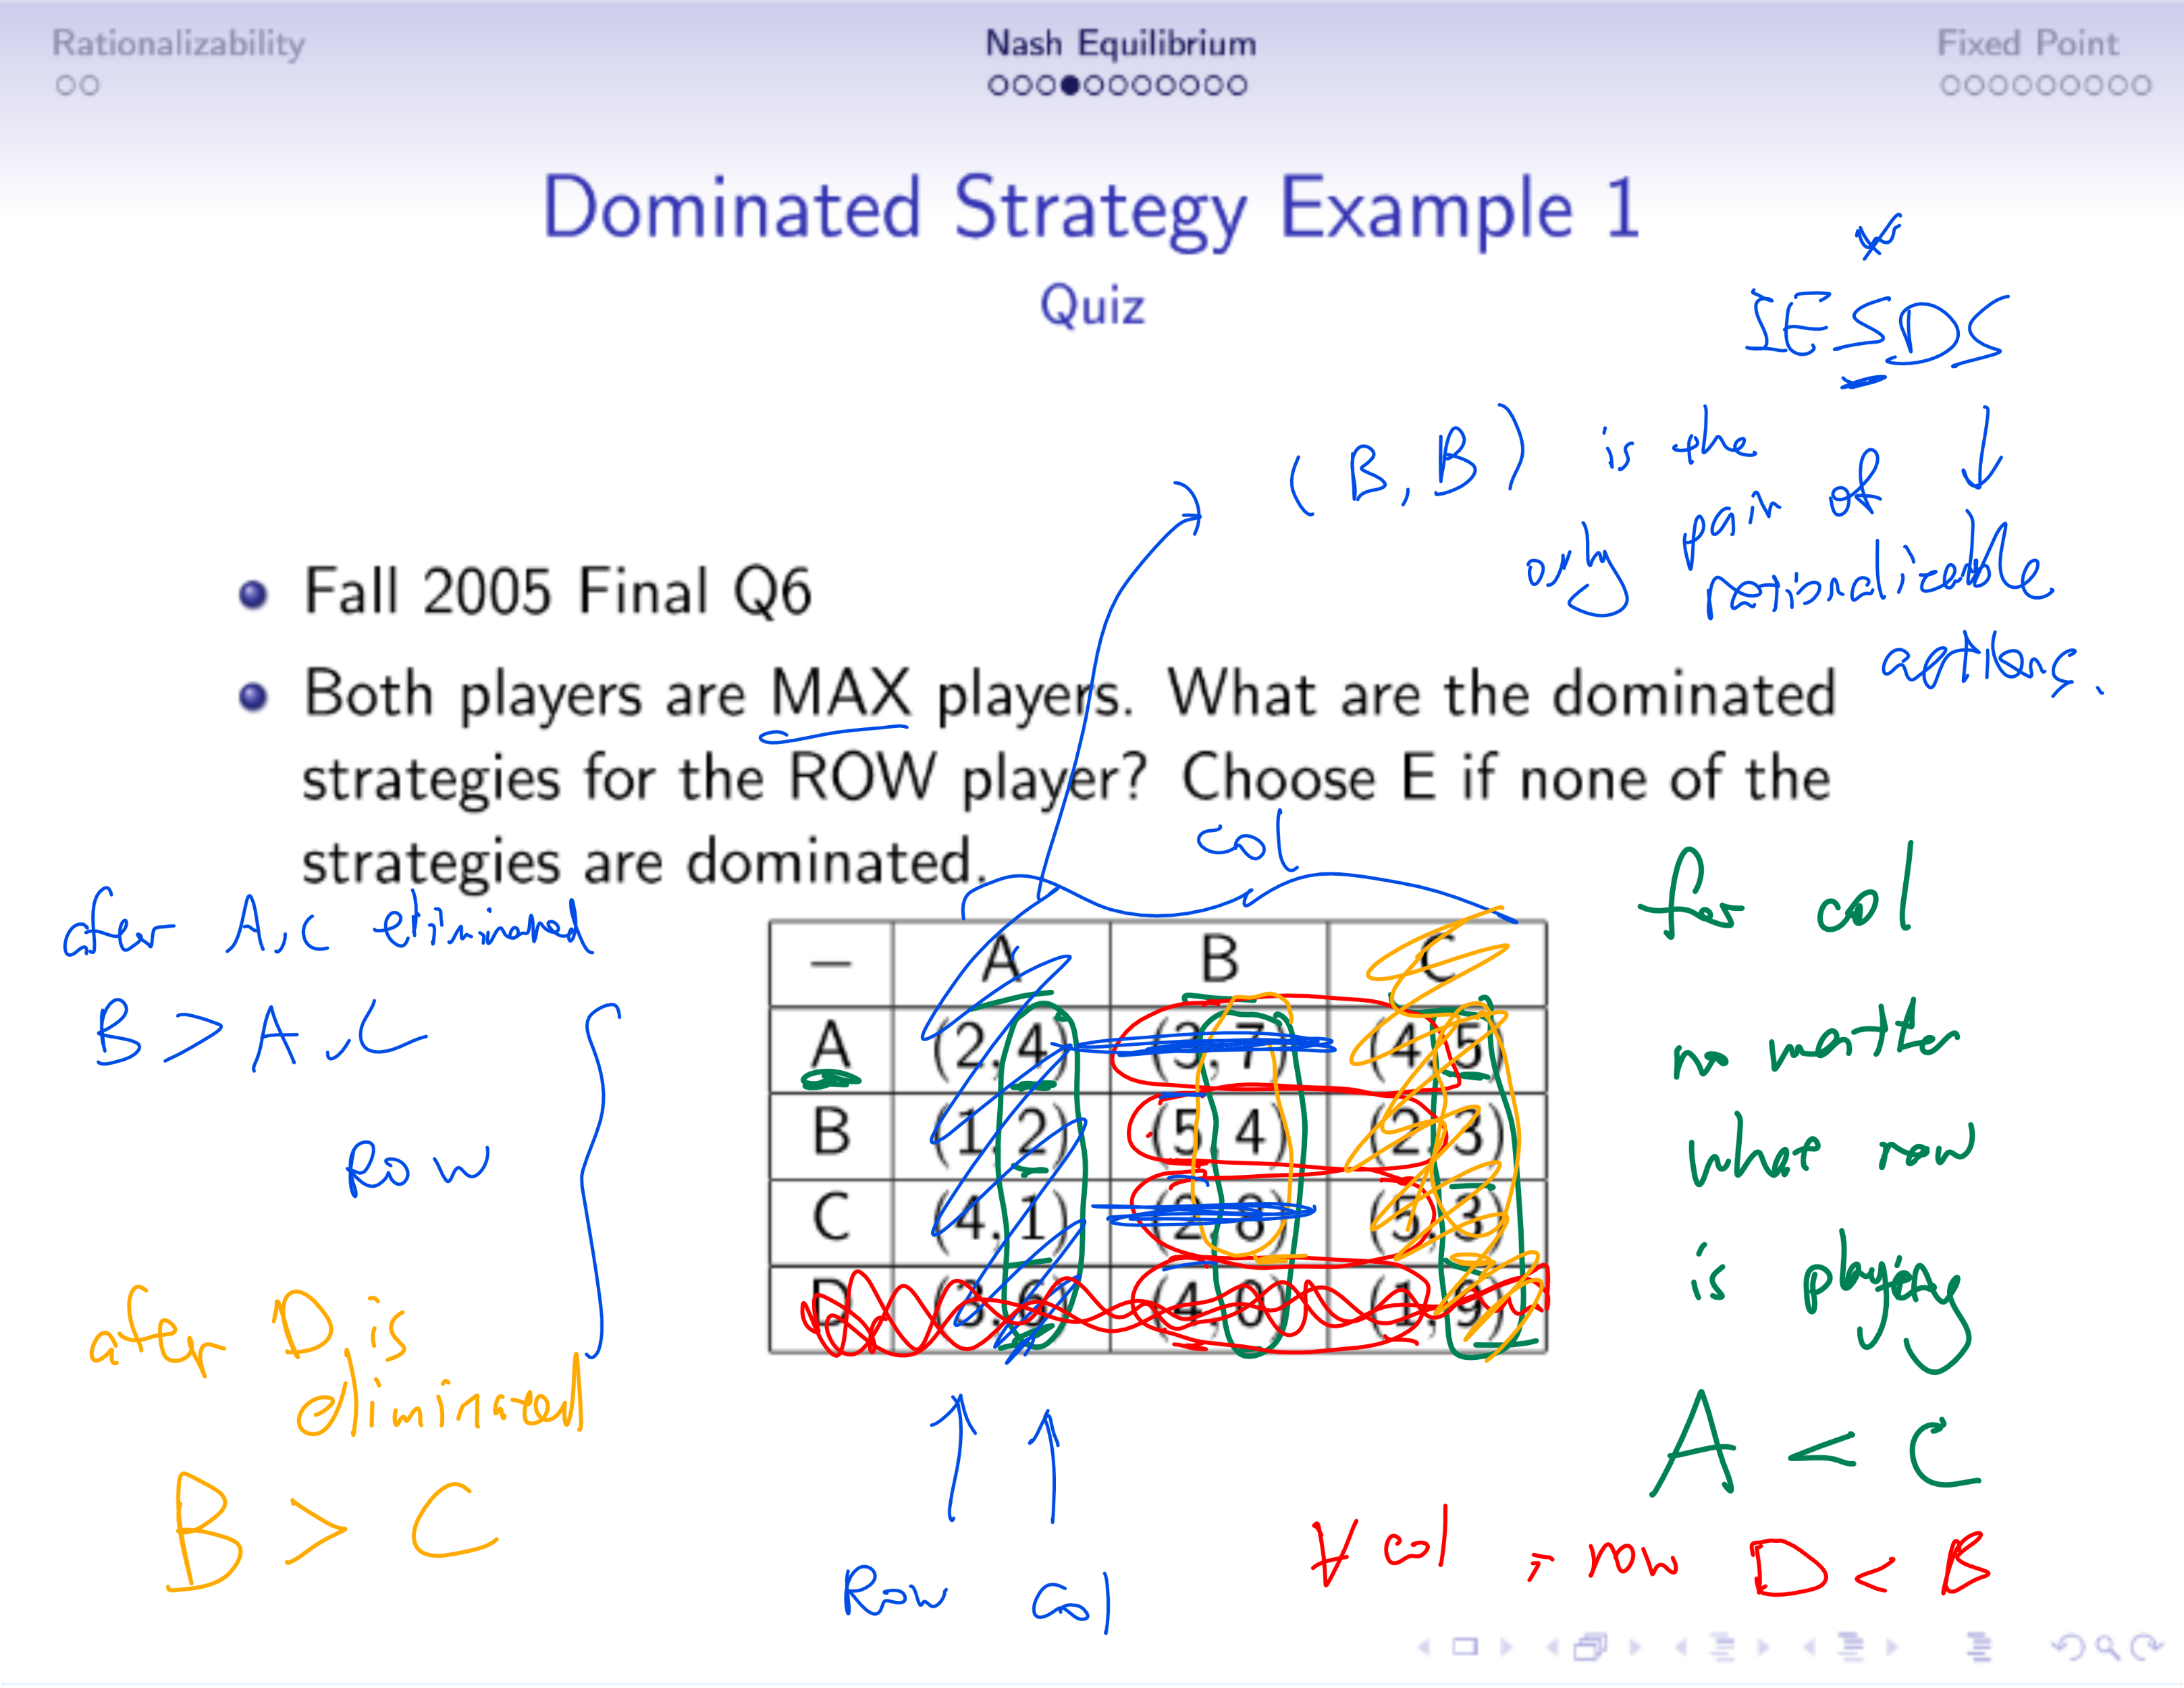 Rationalizability
Nash Equilibrium
Fixed Point
Dominated Strategy Example 1
Quiz
IESDS
(B, B) is the
only pair of
rationalizable
actions.
Fall 2005 Final Q6
Both players are MAX players. What are the dominated
strategies for the ROW player? Choose E if none of the
strategies are dominated.
col
after A, C eliminated
B > A, C
Row
after D is
eliminated
B > C
– A B C
A (2, 4) (3, 7) (4, 5)
B (1, 2) (5, 4) (2, 3)
C (4, 1) (2, 8) (5, 3)
D (3, 6) (4, 0) (1, 9)
Row col
for col
no matter
what row
is playing
A < C
∀ col, row D < B